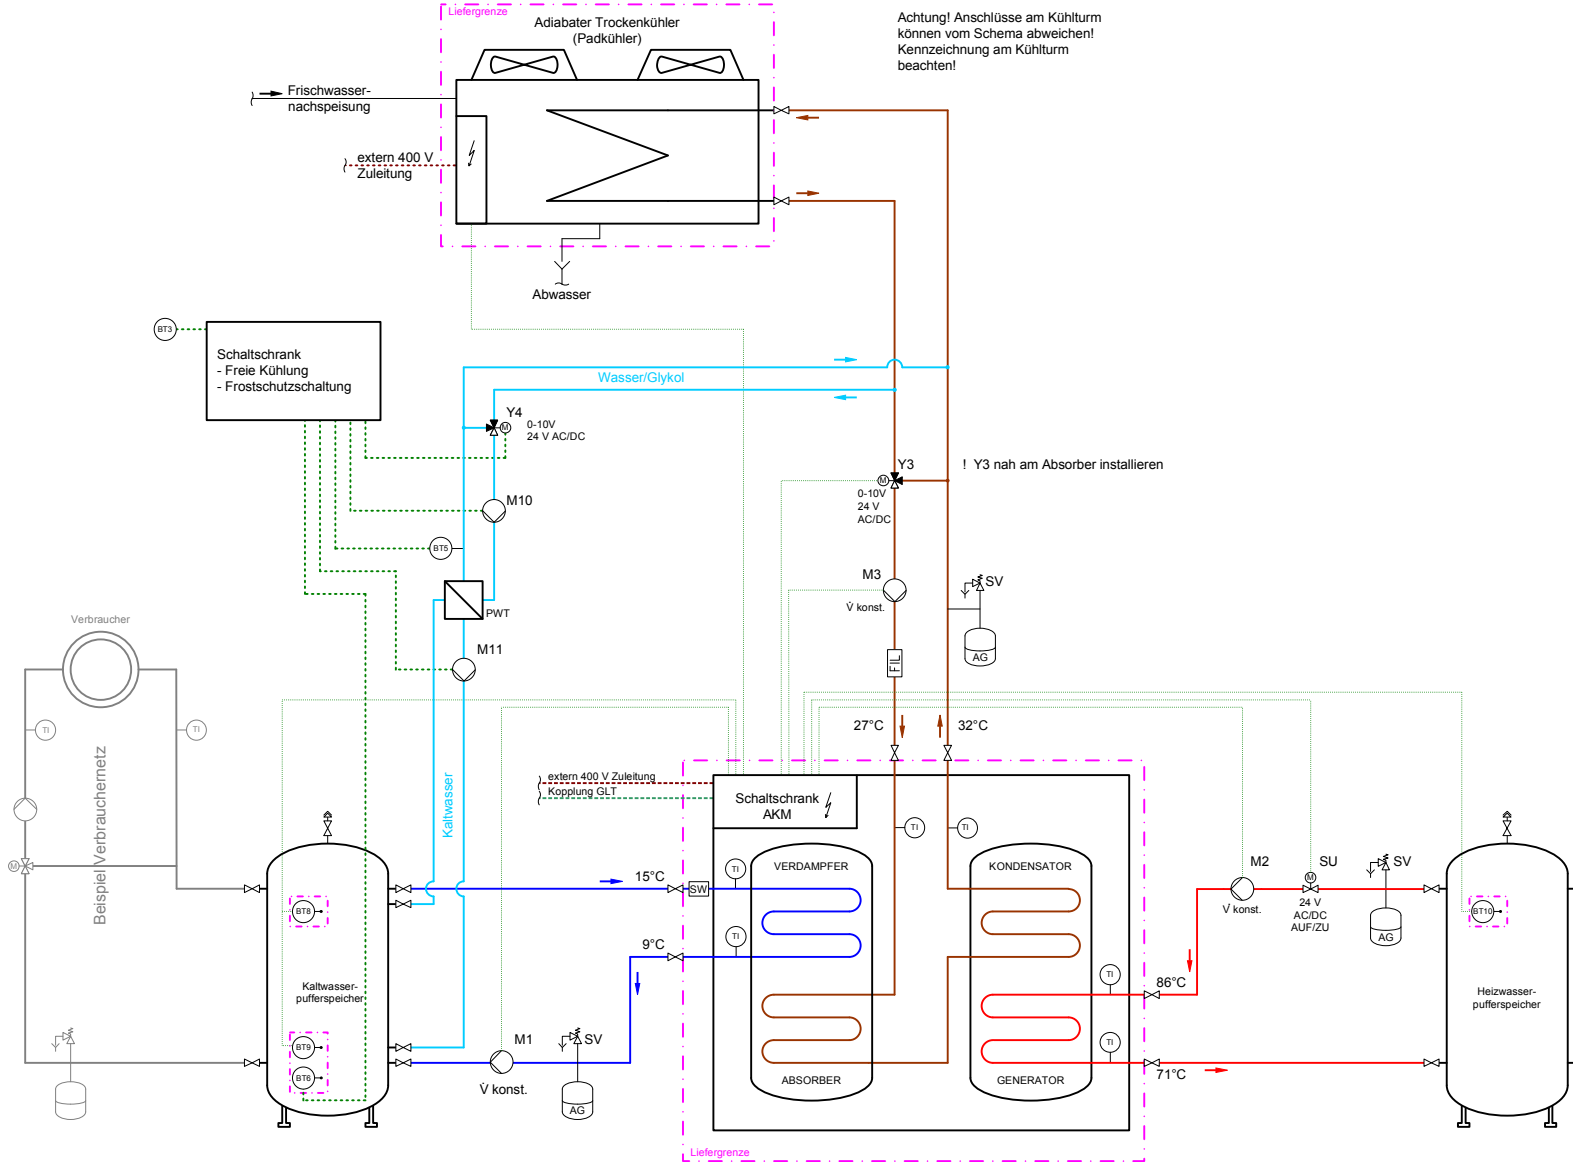 Liefergrenze
Adiabater Trockenkühler
(Padkühler)
Achtung! Anschlüsse am Kühlturm
können vom Schema abweichen!
Kennzeichnung am Kühlturm
beachten!
Frischwasser-
nachspeisung
extern 400 V
Zuleitung
Abwasser
BT3
Schaltschrank
- Freie Kühlung
- Frostschutzschaltung
Wasser/Glykol
Y4
M
0-10V
24 V AC/DC
Y3
M
0-10V
24 V
AC/DC
! Y3 nah am Absorber installieren
M10
BT5
PWT
M11
M3
V̇ konst.
SV
AG
FIL
Verbraucher
TI
TI
Beispiel Verbrauchernetz
M
Kaltwasser
27°C
32°C
extern 400 V Zuleitung
Kopplung GLT
Schaltschrank
AKM
TI
TI
VERDAMPFER
KONDENSATOR
TI
TI
SW
15°C
9°C
BT8
Kaltwasser-
pufferspeicher
BT9
BT6
M1
V̇ konst.
SV
AG
ABSORBER
GENERATOR
TI
TI
86°C
71°C
M2
V̇ konst.
SU
M
24 V
AC/DC
AUF/ZU
SV
AG
BT10
Heizwasser-
pufferspeicher
Liefergrenze